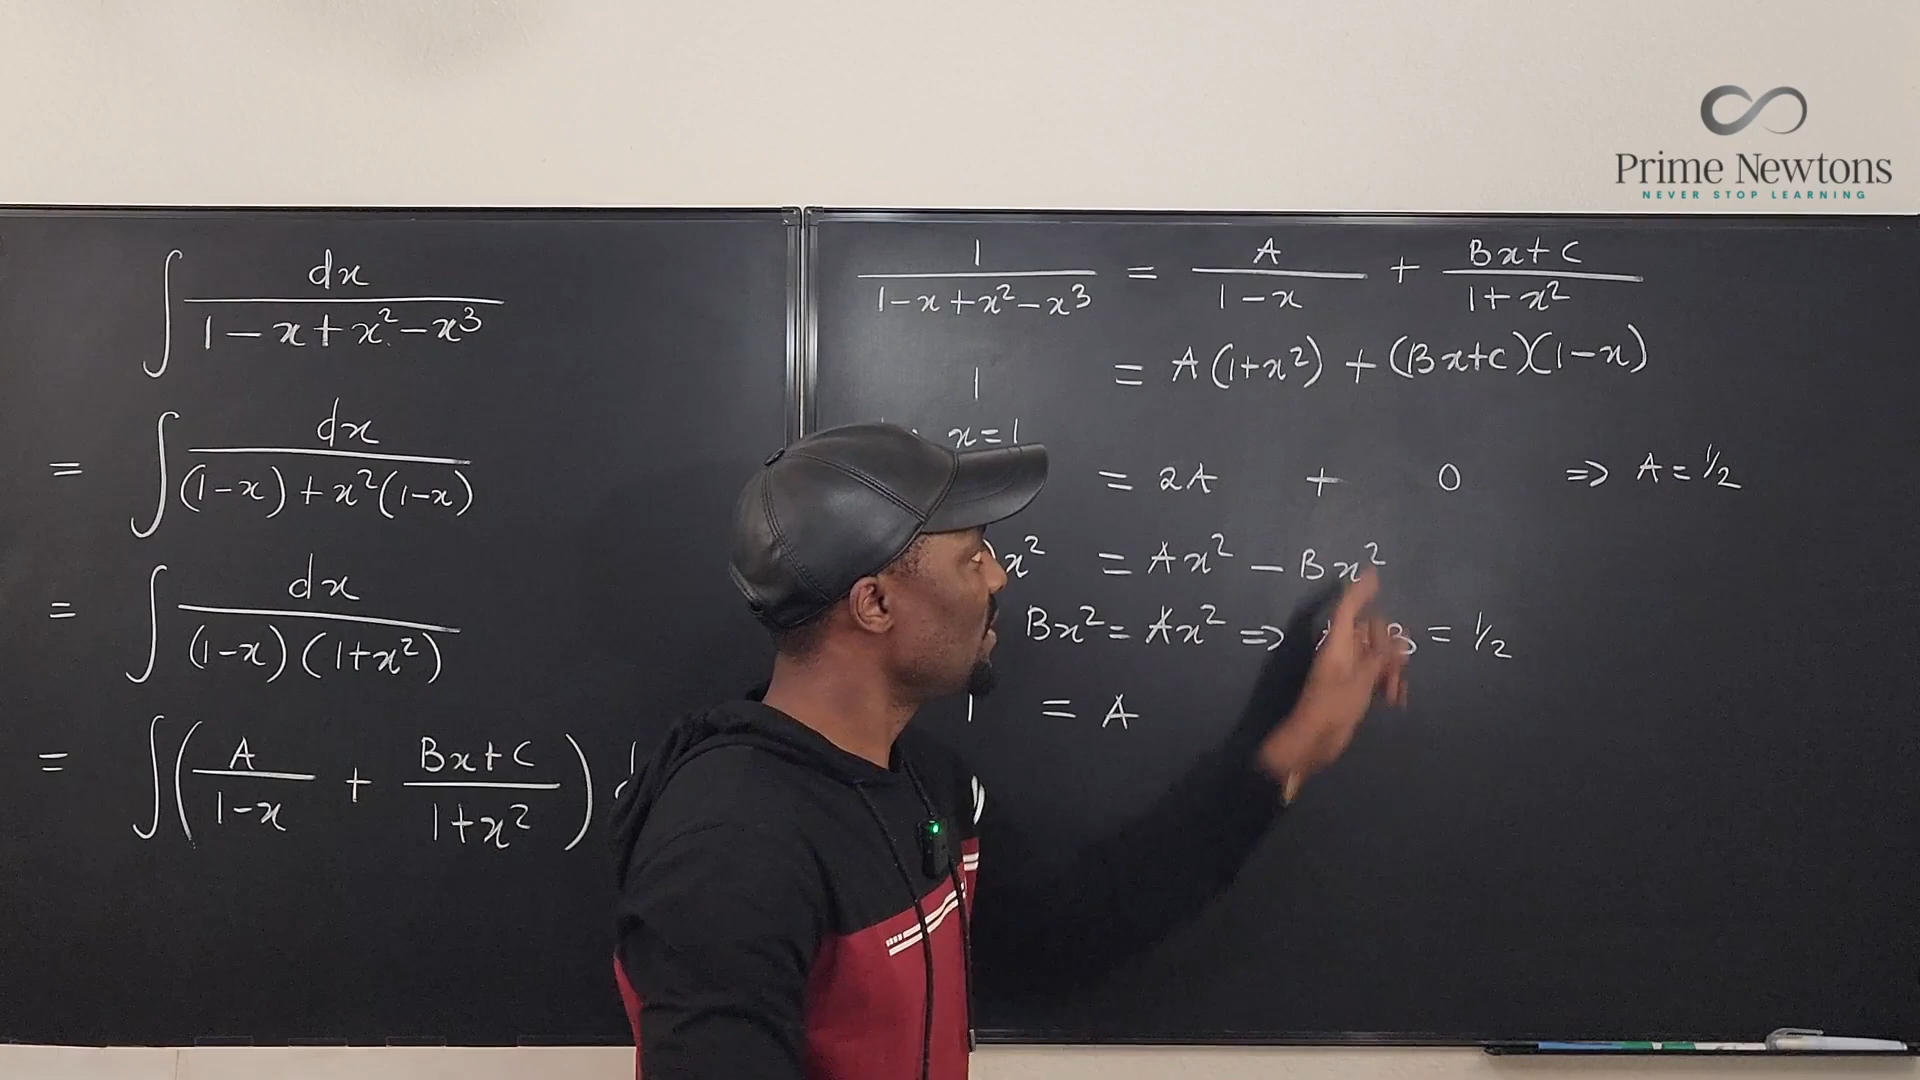 Prime Newtons
NEVER STOP LEARNING
∫ dx / (1 - x + x² - x³)
= ∫ dx / ((1-x) + x²(1-x))
= ∫ dx / ((1-x)(1+x²))
= ∫ (A/(1-x) + (Bx+C)/(1+x²))
1/(1-x+x²-x³) = A/(1-x) + (Bx+C)/(1+x²)
1 = A(1+x²) + (Bx+C)(1-x)
x=1
= 2A + 0 ⇒ A = 1/2
x² = Ax² - Bx²
Bx² = Ax² ⇒ B = 1/2
1 = A